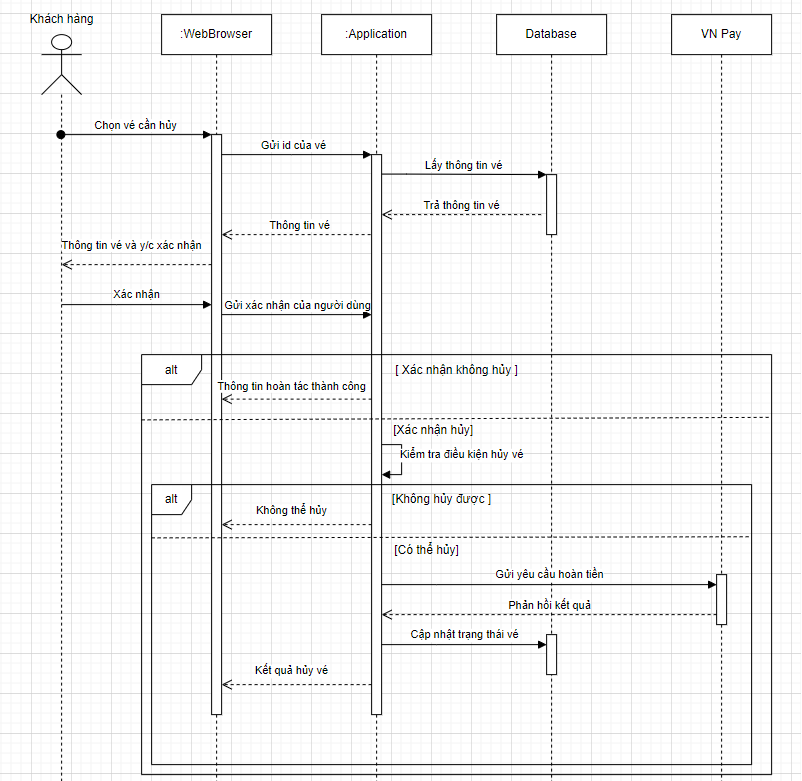 Khách hàng
:WebBrowser
:Application
Database
VN Pay
Chọn vé cần hủy
Gửi id của vé
Lấy thông tin vé
Trả thông tin vé
Thông tin vé
Thông tin vé và y/c xác nhận
Xác nhận
Gửi xác nhận của người dùng
alt
[ Xác nhận không hủy ]
Thông tin hoàn tác thành công
[Xác nhận hủy]
Kiểm tra điều kiện hủy vé
alt
[Không hủy được ]
Không thể hủy
[Có thể hủy]
Gửi yêu cầu hoàn tiền
Phản hồi kết quả
Cập nhật trạng thái vé
Kết quả hủy vé